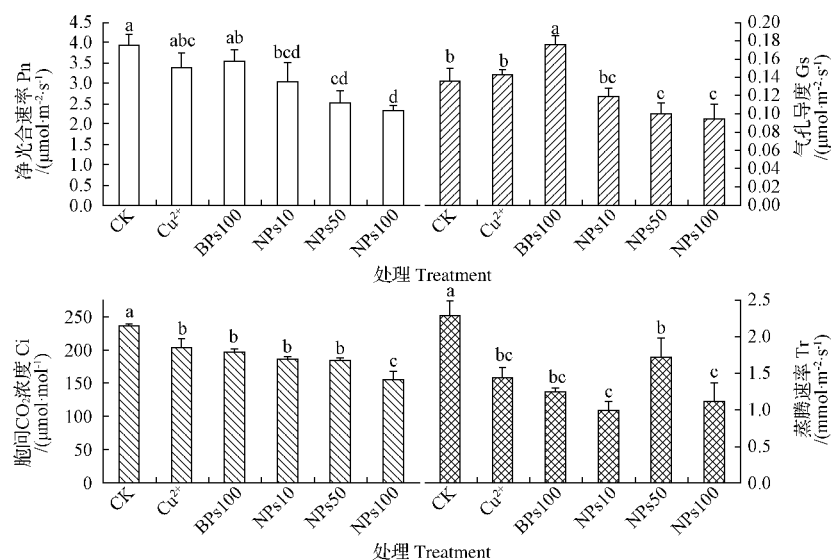 净光合速率 Pn
/(μmol·m⁻²·s⁻¹)
4.5
4.0
3.5
3.0
2.5
2.0
1.5
1.0
0.5
0.0
a
abc
ab
bcd
cd
d
CK
Cu²⁺
BPs100
NPs10
NPs50
NPs100
b
b
a
bc
c
c
CK
Cu²⁺
BPs100
NPs10
NPs50
NPs100
0.20
0.18
0.16
0.14
0.12
0.10
0.08
0.06
0.04
0.02
0.00
气孔导度 Gs
/(μmol·m⁻²·s⁻¹)
处理 Treatment
胞间CO₂浓度 Ci
/(μmol·mol⁻¹)
250
200
150
100
50
0
a
b
b
b
b
c
CK
Cu²⁺
BPs100
NPs10
NPs50
NPs100
a
bc
bc
c
b
c
CK
Cu²⁺
BPs100
NPs10
NPs50
NPs100
2.5
2.0
1.5
1.0
0.5
0.0
蒸腾速率 Tr
/(mmol·m⁻²·s⁻¹)
处理 Treatment